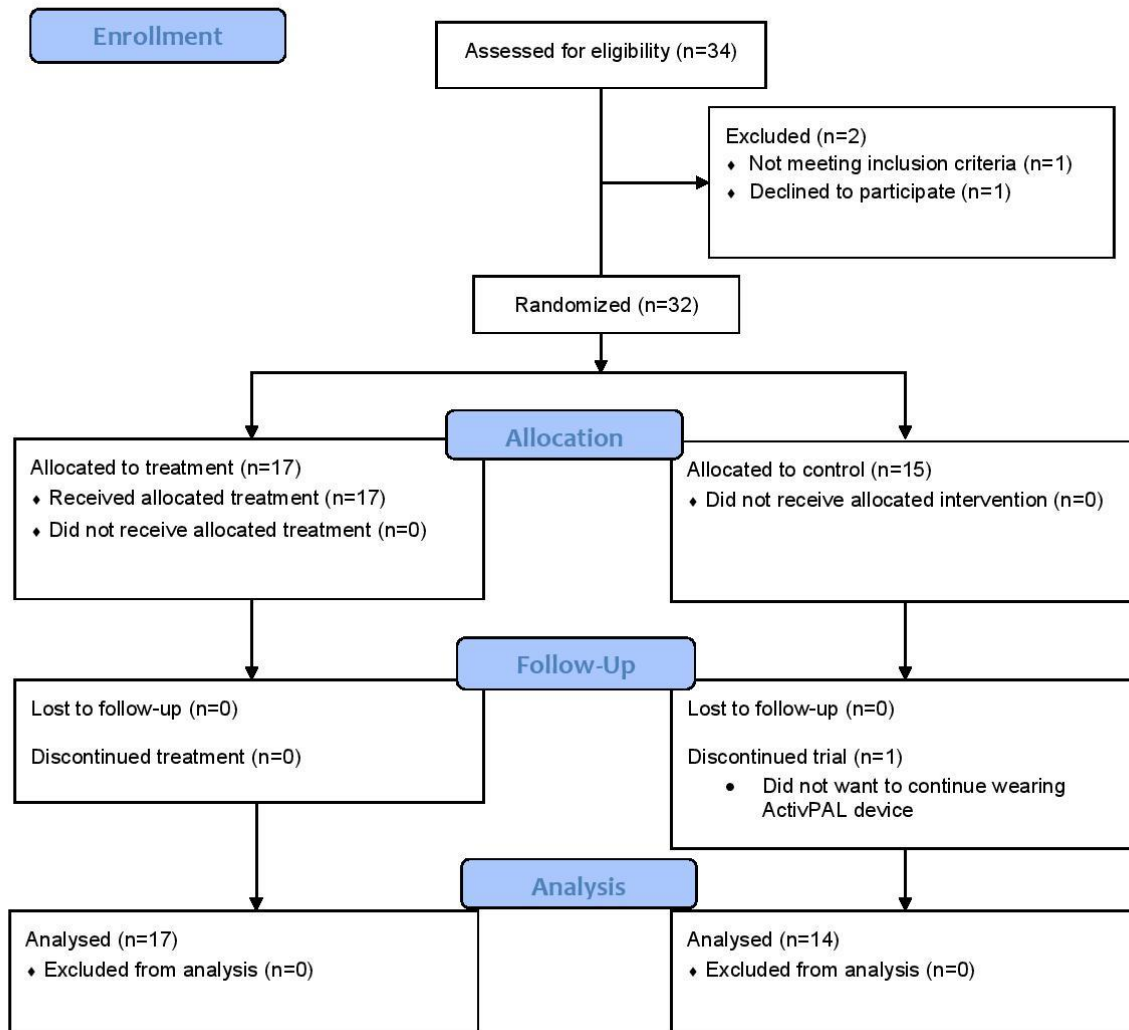 Enrollment
Assessed for eligibility (n=34)
Excluded (n=2)
♦ Not meeting inclusion criteria (n=1)
♦ Declined to participate (n=1)
Randomized (n=32)
Allocation
Allocated to treatment (n=17)
♦ Received allocated treatment (n=17)
♦ Did not receive allocated treatment (n=0)
Allocated to control (n=15)
♦ Did not receive allocated intervention (n=0)
Follow-Up
Lost to follow-up (n=0)
Discontinued treatment (n=0)
Lost to follow-up (n=0)
Discontinued trial (n=1)
• Did not want to continue wearing
ActivPAL device
Analysis
Analysed (n=17)
♦ Excluded from analysis (n=0)
Analysed (n=14)
♦ Excluded from analysis (n=0)